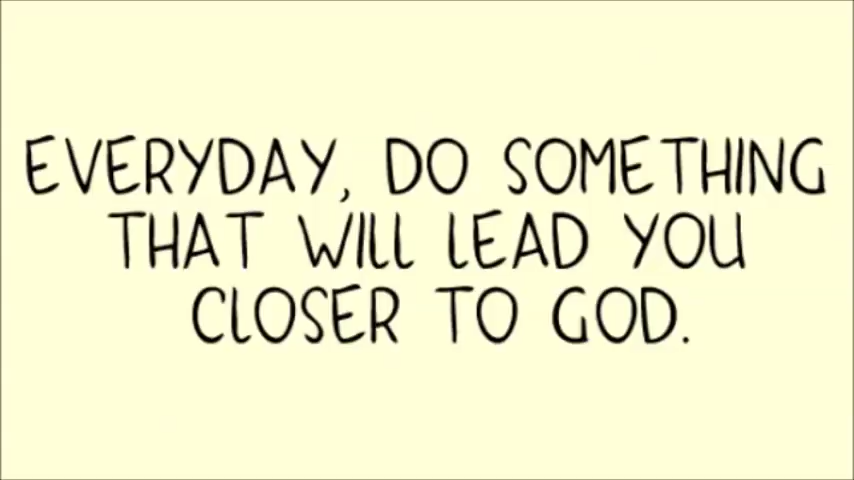 EVERYDAY, DO SOMETHING
THAT WILL LEAD YOU
CLOSER TO GOD.